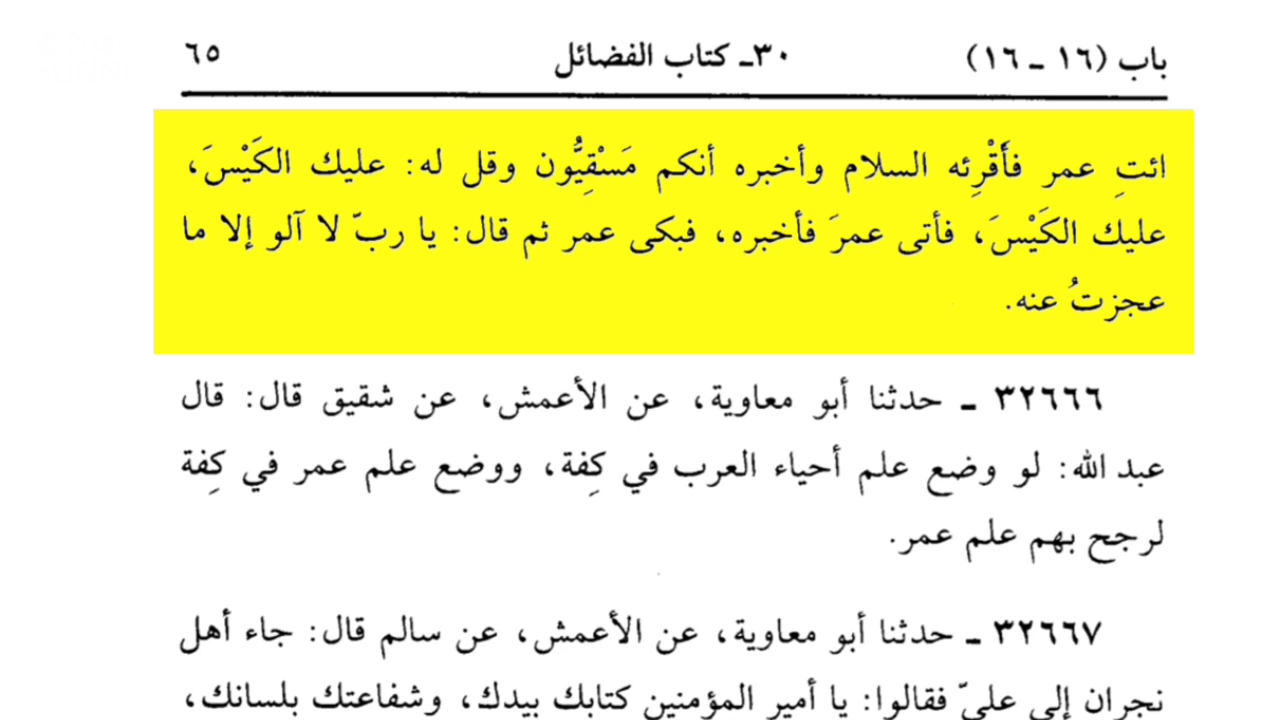 باب (١٦ ـ ١٦) ٣٠ـ كتاب الفضائل ٦٥
ائتِ عمر فأَقْرِئه السلام وأخبره أنكم مَسْقِيُّون وقل له: عليك الكَيْسَ،
عليك الكَيْسَ، فأتى عمرَ فأخبره، فبكى عمر ثم قال: يا ربّ لا آلو إلا ما
عجزتُ عنه.
٣٢٦٦٦ ـ حدثنا أبو معاوية، عن الأعمش، عن شقيق قال: قال
عبد الله: لو وضع علم أحياء العرب في كِفة، ووضع علم عمر في كِفة
لرجح بهم علم عمر.
٣٢٦٦٧ ـ حدثنا أبو معاوية، عن الأعمش، عن سالم قال: جاء أهل
نجران إلى عليّ فقالوا: يا أمير المؤمنين كتابك بيدك، وشفاعتك بلسانك،